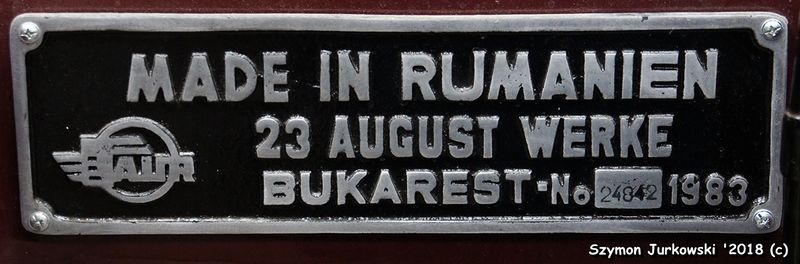 MADE IN RUMANIEN
23 AUGUST WERKE
BUKAREST-No 24842 1983
Szymon Jurkowski '2018 (c)